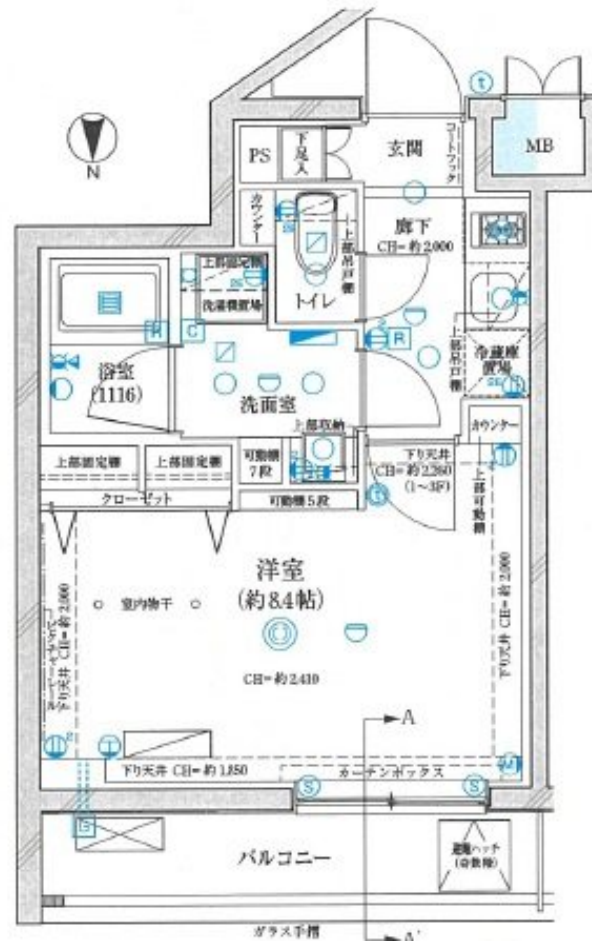 t
PS
下足入
玄関
コートフック
MB
N
カウンター
上部吊戸棚
廊下
CH=約2,000
トイレ
上部固定棚
洗濯機置場
R
C
2
R
上部吊戸棚
冷蔵庫置場
浴室
(1116)
洗面室
上部収納
カウンター
上部固定棚
上部固定棚
可動棚
7段
下り天井
CH=約2,260
(1~3F)
上部可動棚
クローゼット
可動棚5段
洋室
(約8.4帖)
室内物干
CH=約2,410
ピクチャーレール
下り天井 CH=約2,000
下り天井 CH=約2,000
A
2
M
下り天井 CH=約1,850
カーテンボックス
S
S
バルコニー
避難ハッチ
(奇数階)
ガラス手摺
A'